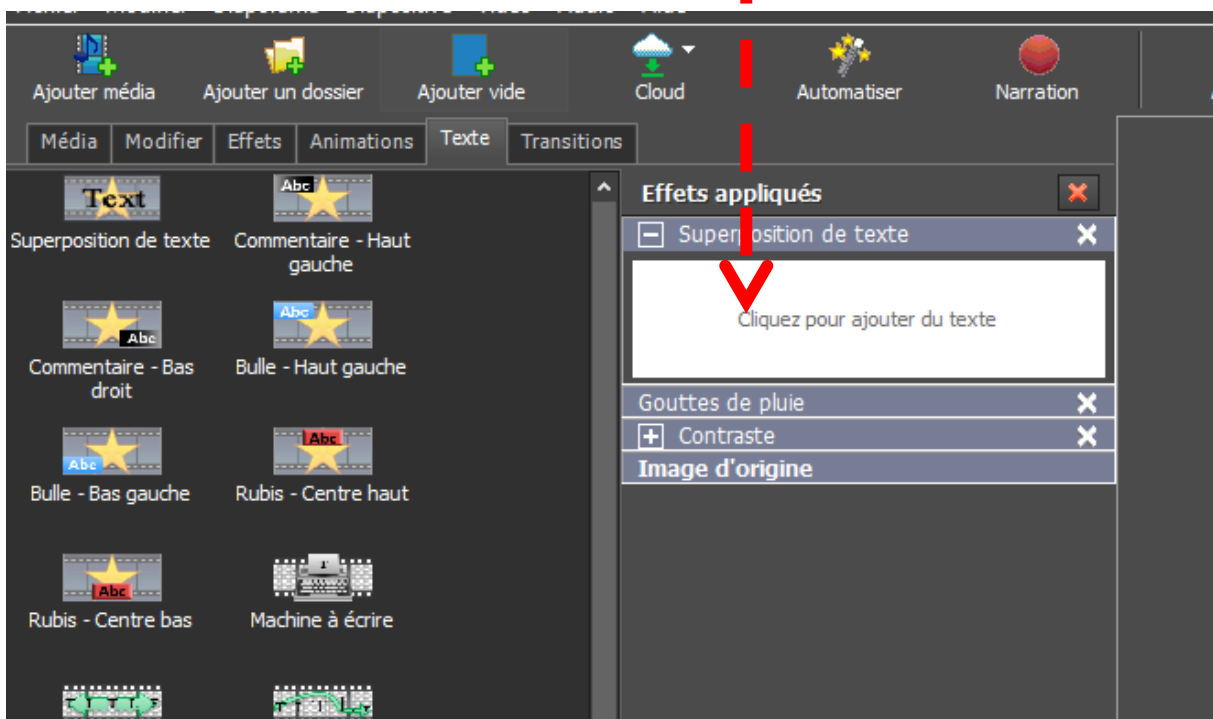 Ajouter média Ajouter un dossier Ajouter vide Cloud Automatiser Narration
Média Modifier Effets Animations Texte Transitions
Text
Abc
Superposition de texte
Commentaire - Haut
gauche
Abc
Abc
Commentaire - Bas
droit
Bulle - Haut gauche
Abc
Abc
Bulle - Bas gauche
Rubis - Centre haut
Abc
Rubis - Centre bas
Machine à écrire
Effets appliqués
Superposition de texte
Cliquez pour ajouter du texte
Gouttes de pluie
Contraste
Image d'origine